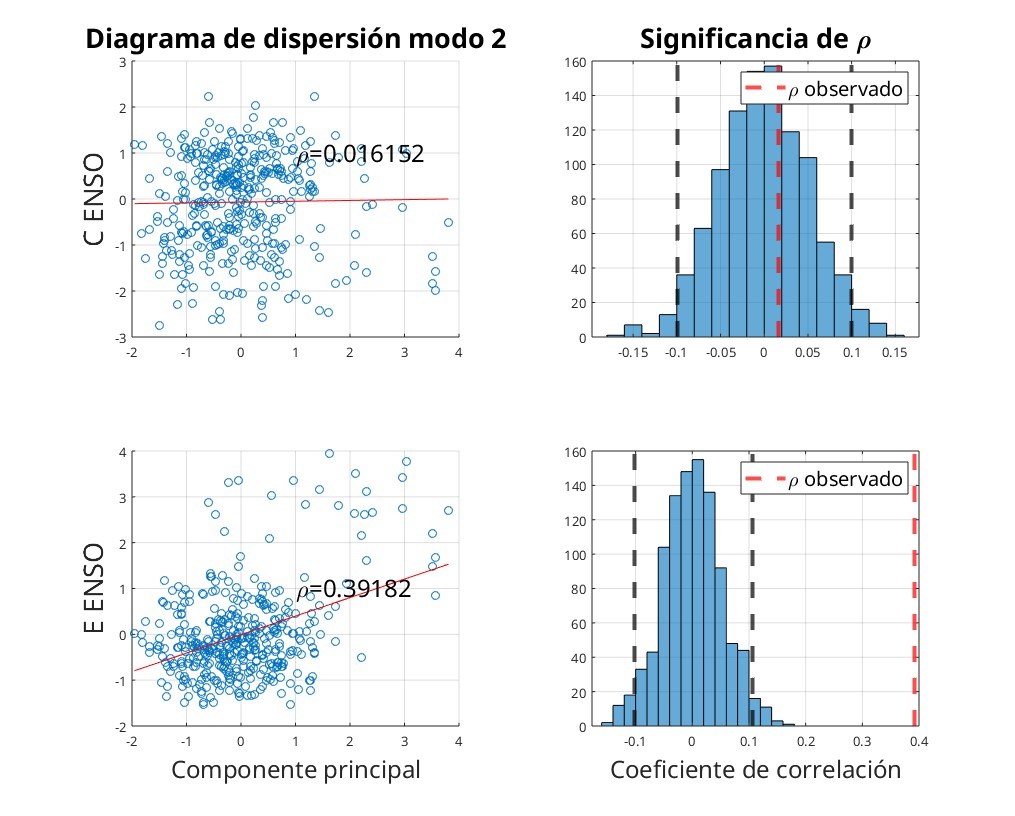 Diagrama de dispersión modo 2
Significancia de ρ
C ENSO
3
2
1
0
-1
-2
-3
-2 -1 0 1 2 3 4
ρ=0.016152
160
140
120
100
80
60
40
20
0
-0.15 -0.1 -0.05 0 0.05 0.1 0.15
ρ observado
E ENSO
4
3
2
1
0
-1
-2
-2 -1 0 1 2 3 4
ρ=0.39182
Componente principal
160
140
120
100
80
60
40
20
0
-0.1 0 0.1 0.2 0.3 0.4
ρ observado
Coeficiente de correlación